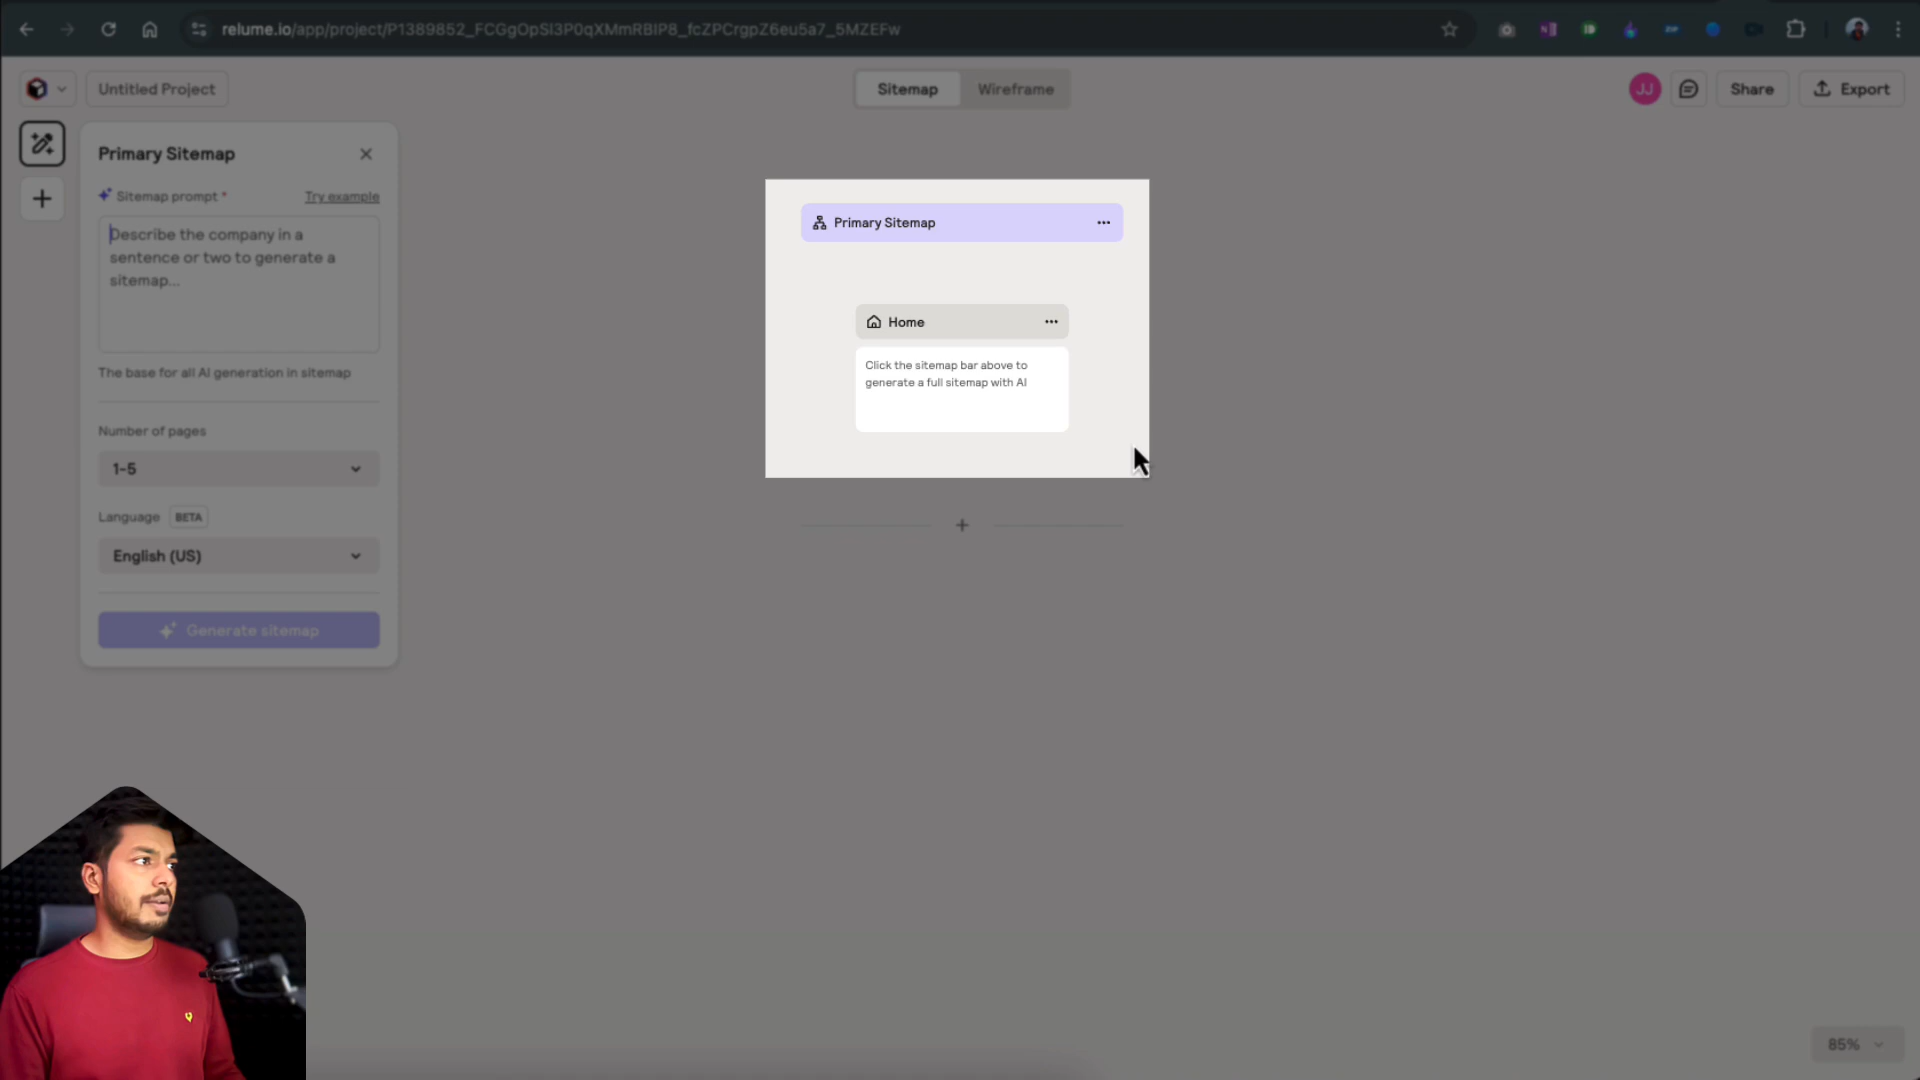 relume.io/app/project/P1389852_FCGgOpSl3P0qXMmRBIP8_fcZPCrgpZ6eu5a7_5MZEFw
Untitled Project
Sitemap
Wireframe
JJ
Share
Export
Primary Sitemap
Sitemap prompt *
Try example
Describe the company in a
sentence or two to generate a
sitemap...
The base for all AI generation in sitemap
Number of pages
1-5
Language BETA
English (US)
Generate sitemap
Primary Sitemap
Home
Click the sitemap bar above to
generate a full sitemap with AI
85%